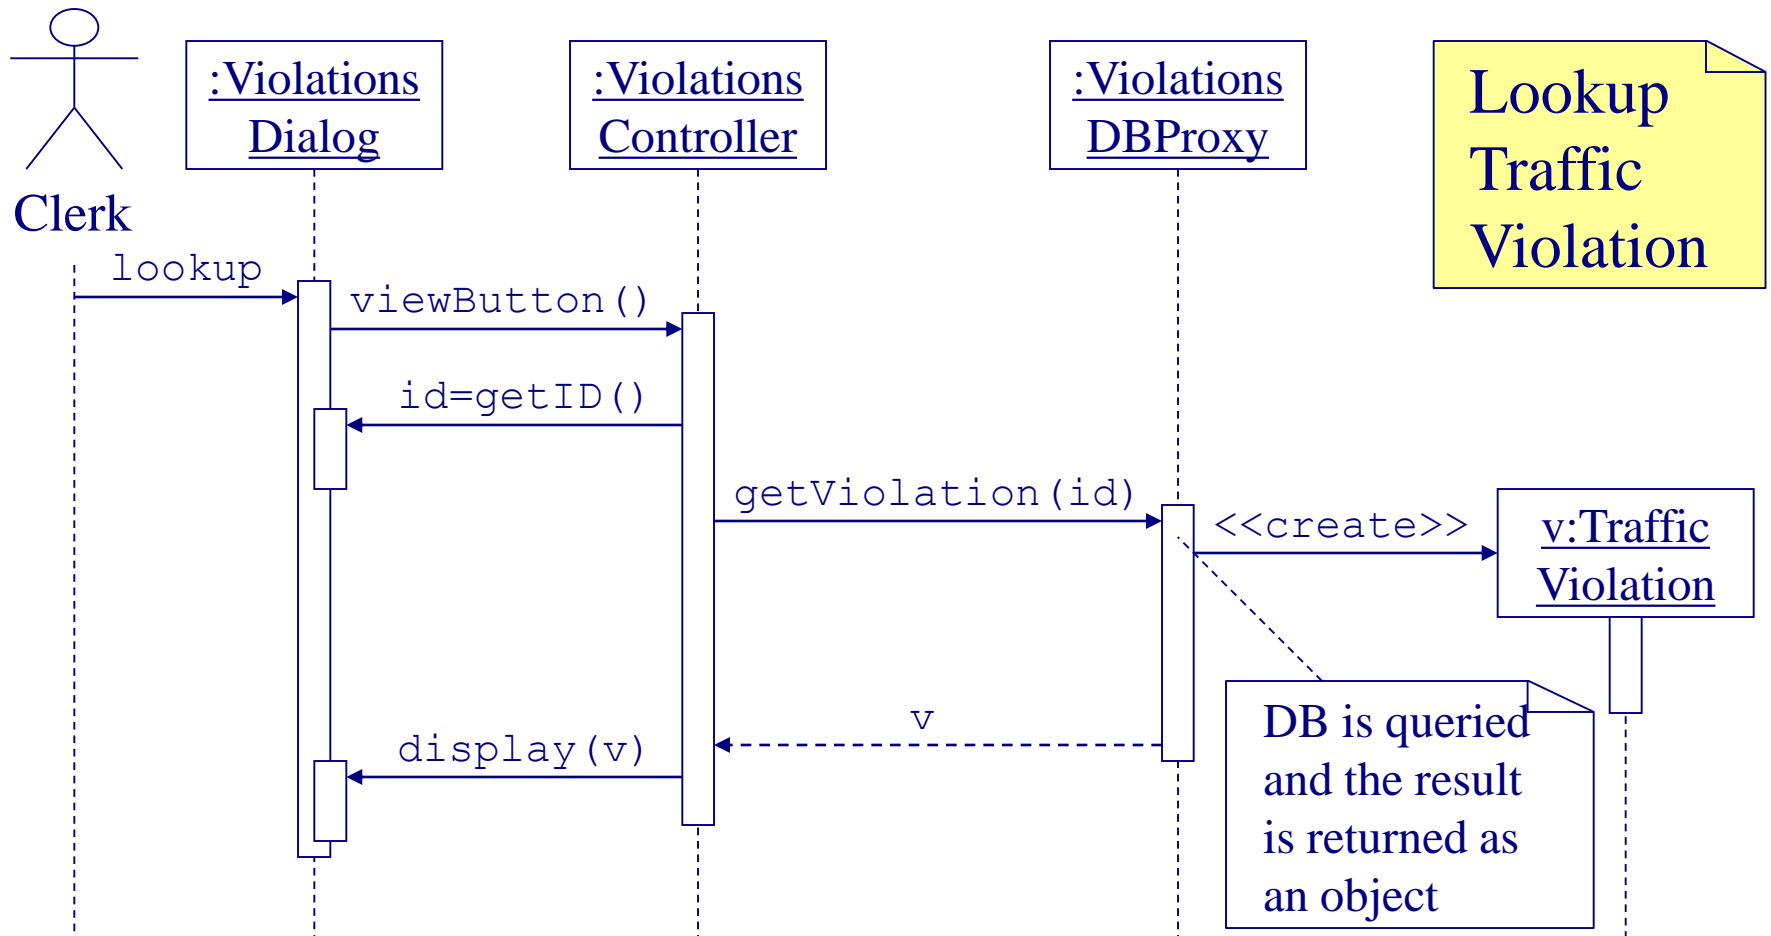 Clerk
:Violations
Dialog
:Violations
Controller
:Violations
DBProxy
Lookup
Traffic
Violation
lookup
viewButton()
id=getID()
getViolation(id)
<<create>>
v:Traffic
Violation
v
display(v)
DB is queried
and the result
is returned as
an object